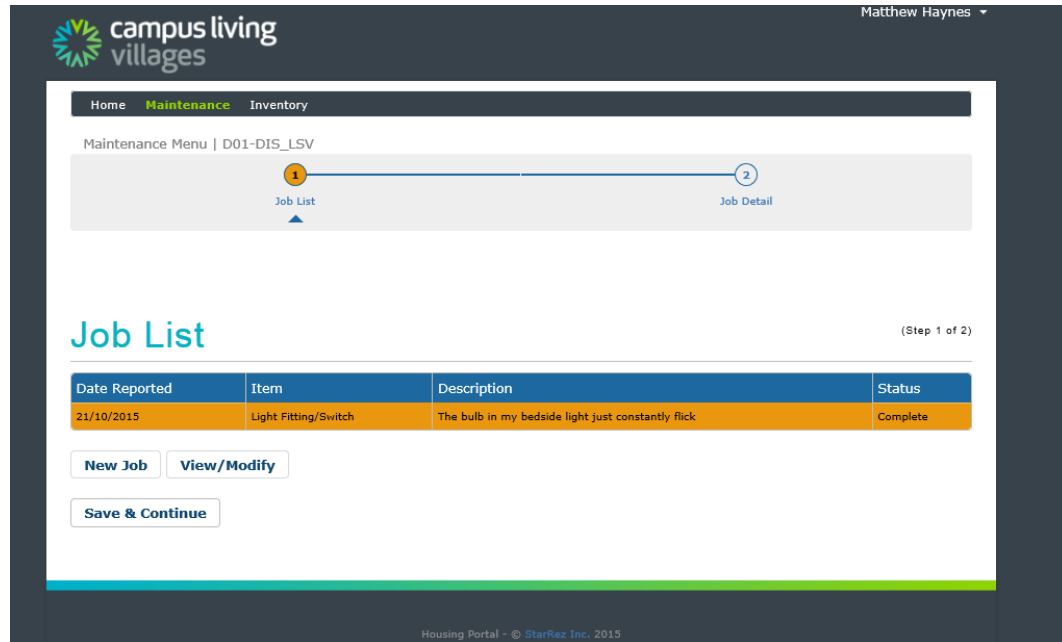 Matthew Haynes
campus living
villages
Home Maintenance Inventory
Maintenance Menu | D01-DIS_LSV
1 2
Job List Job Detail
Job List (Step 1 of 2)
Date Reported Item Description Status
21/10/2015 Light Fitting/Switch The bulb in my bedside light just constantly flick Complete
New Job View/Modify
Save & Continue
Housing Portal - © StarRez Inc. 2015